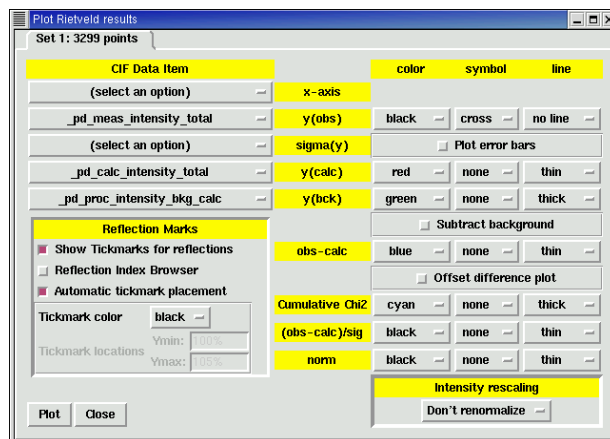 Plot Rietveld results
Set 1: 3299 points
CIF Data Item color symbol line
(select an option) x-axis
_pd_meas_intensity_total y(obs) black cross no line
(select an option) sigma(y) Plot error bars
_pd_calc_intensity_total y(calc) red none thin
_pd_proc_intensity_bkg_calc y(bck) green none thick
Subtract background
Reflection Marks
Show Tickmarks for reflections
obs-calc blue none thin
Reflection Index Browser
Offset difference plot
Automatic tickmark placement
Cumulative Chi2 cyan none thick
Tickmark color black
(obs-calc)/sig black none thin
Tickmark locations Ymin: 100%
Ymax: 105%
norm black none thin
Intensity rescaling
Don't renormalize
Plot Close